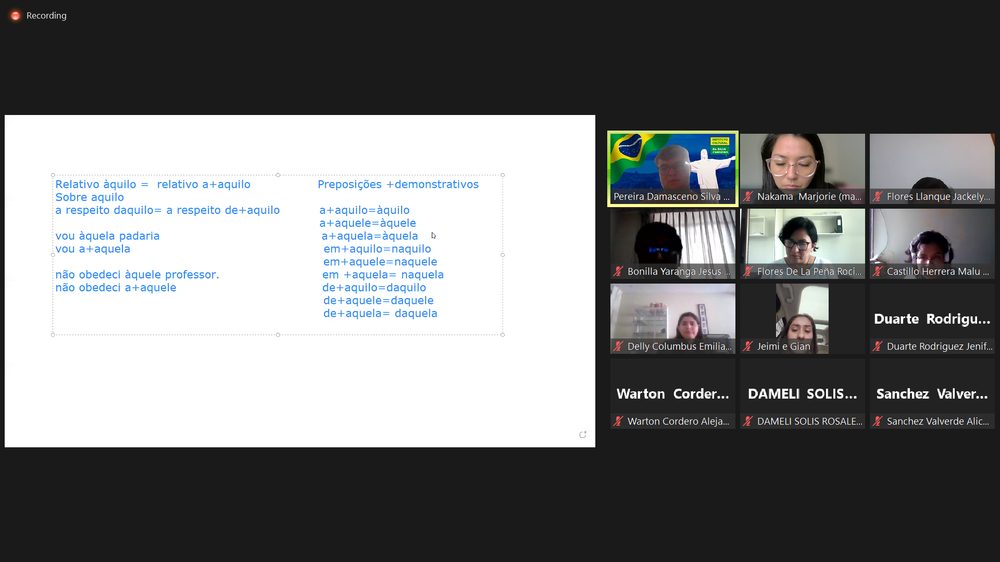 Recording
Relativo àquilo =  relativo a+aquilo
Sobre aquilo
a respeito daquilo= a respeito de+aquilo
vou àquela padaria
vou a+aquela
não obedeci àquele professor.
não obedeci a+aquele
Preposições +demonstrativos
a+aquilo=àquilo
a+aquele=àquele
a+aquela=àquela
em+aquilo=naquilo
em+aquele=naquele
em +aquela= naquela
de+aquilo=daquilo
de+aquele=daquele
de+aquela= daquela
INSTITUTO
CULTURAL
DA SILVA
CORDEIRO
Pereira Damasceno Silva ...
Nakama  Marjorie (ma...
Flores Llanque Jackely...
Bonilla Yaranga Jesus ...
Flores De La Peña Roci...
Castillo Herrera Malu ...
Delly Columbus Emilia...
Jeimi e Gian
Duarte  Rodrigu...
Duarte Rodriguez Jenif...
Warton  Corder...
Warton Cordero Aleja...
DAMELI  SOLIS...
DAMELI SOLIS ROSALE...
Sanchez  Valver...
Sanchez Valverde Alic...